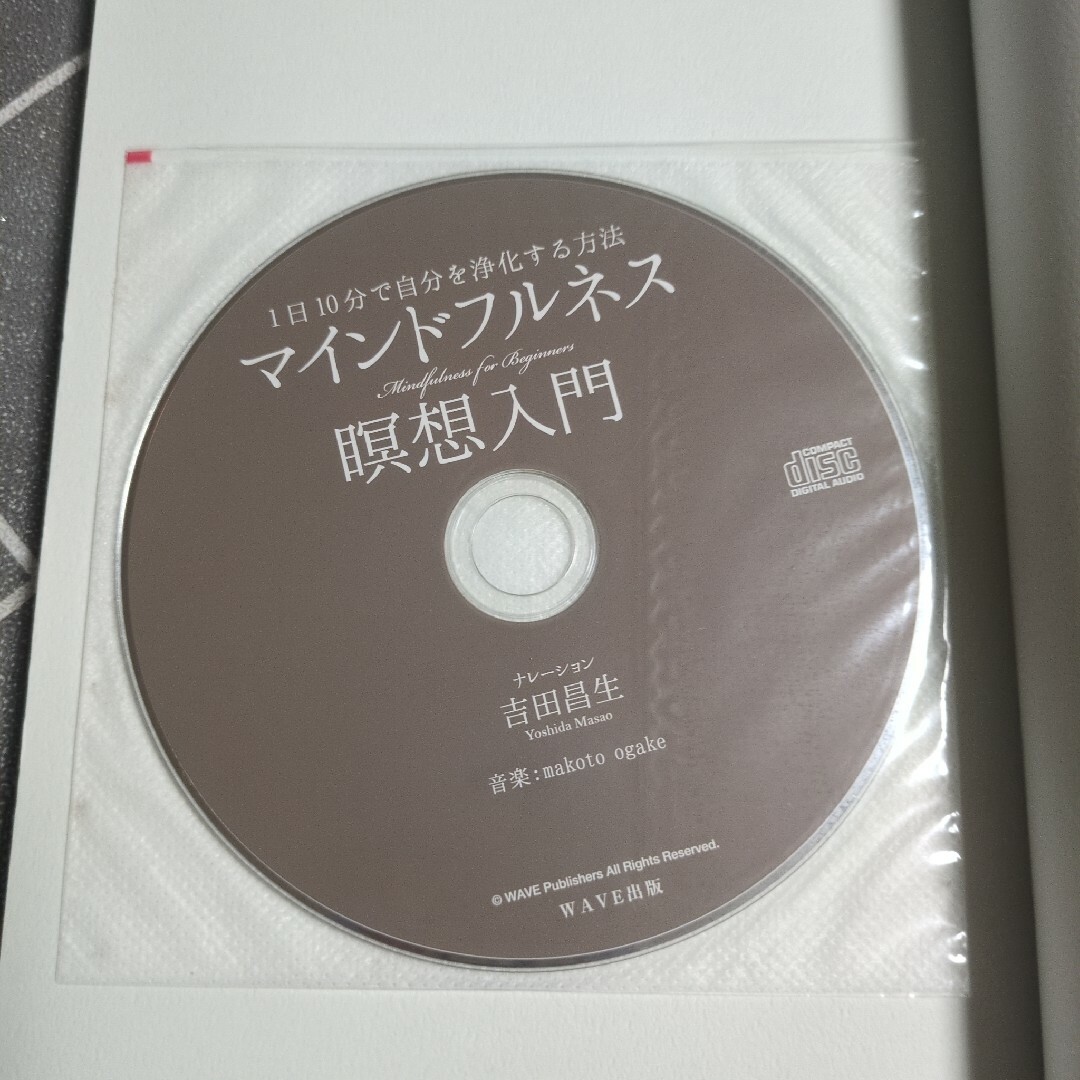 1日10分で自分を浄化する方法
マインドフルネス
Mindfulness for Beginners
瞑想入門
COMPACT
disc
DIGITAL AUDIO
ナレーション
吉田昌生
Yoshida Masao
音楽:makoto ogake
© WAVE Publishers All Rights Reserved.
WAVE出版